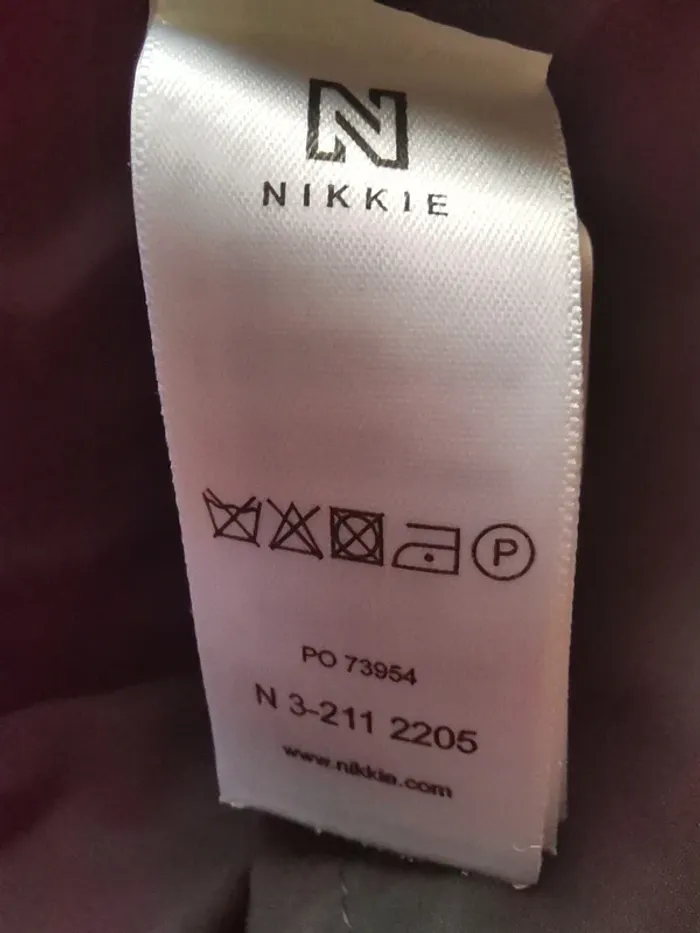 N
NIKKIE
P
PO 73954
N 3-211 2205
www.nikkie.com